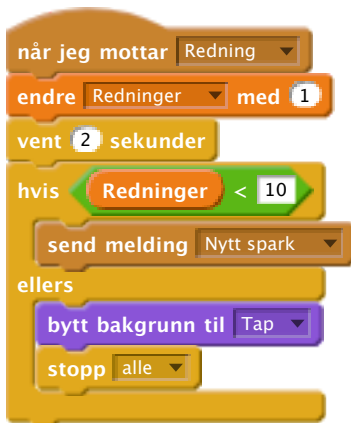 når jeg mottar Redning
endre Redninger med 1
vent 2 sekunder
hvis Redninger < 10
send melding Nytt spark
ellers
bytt bakgrunn til Tap
stopp alle